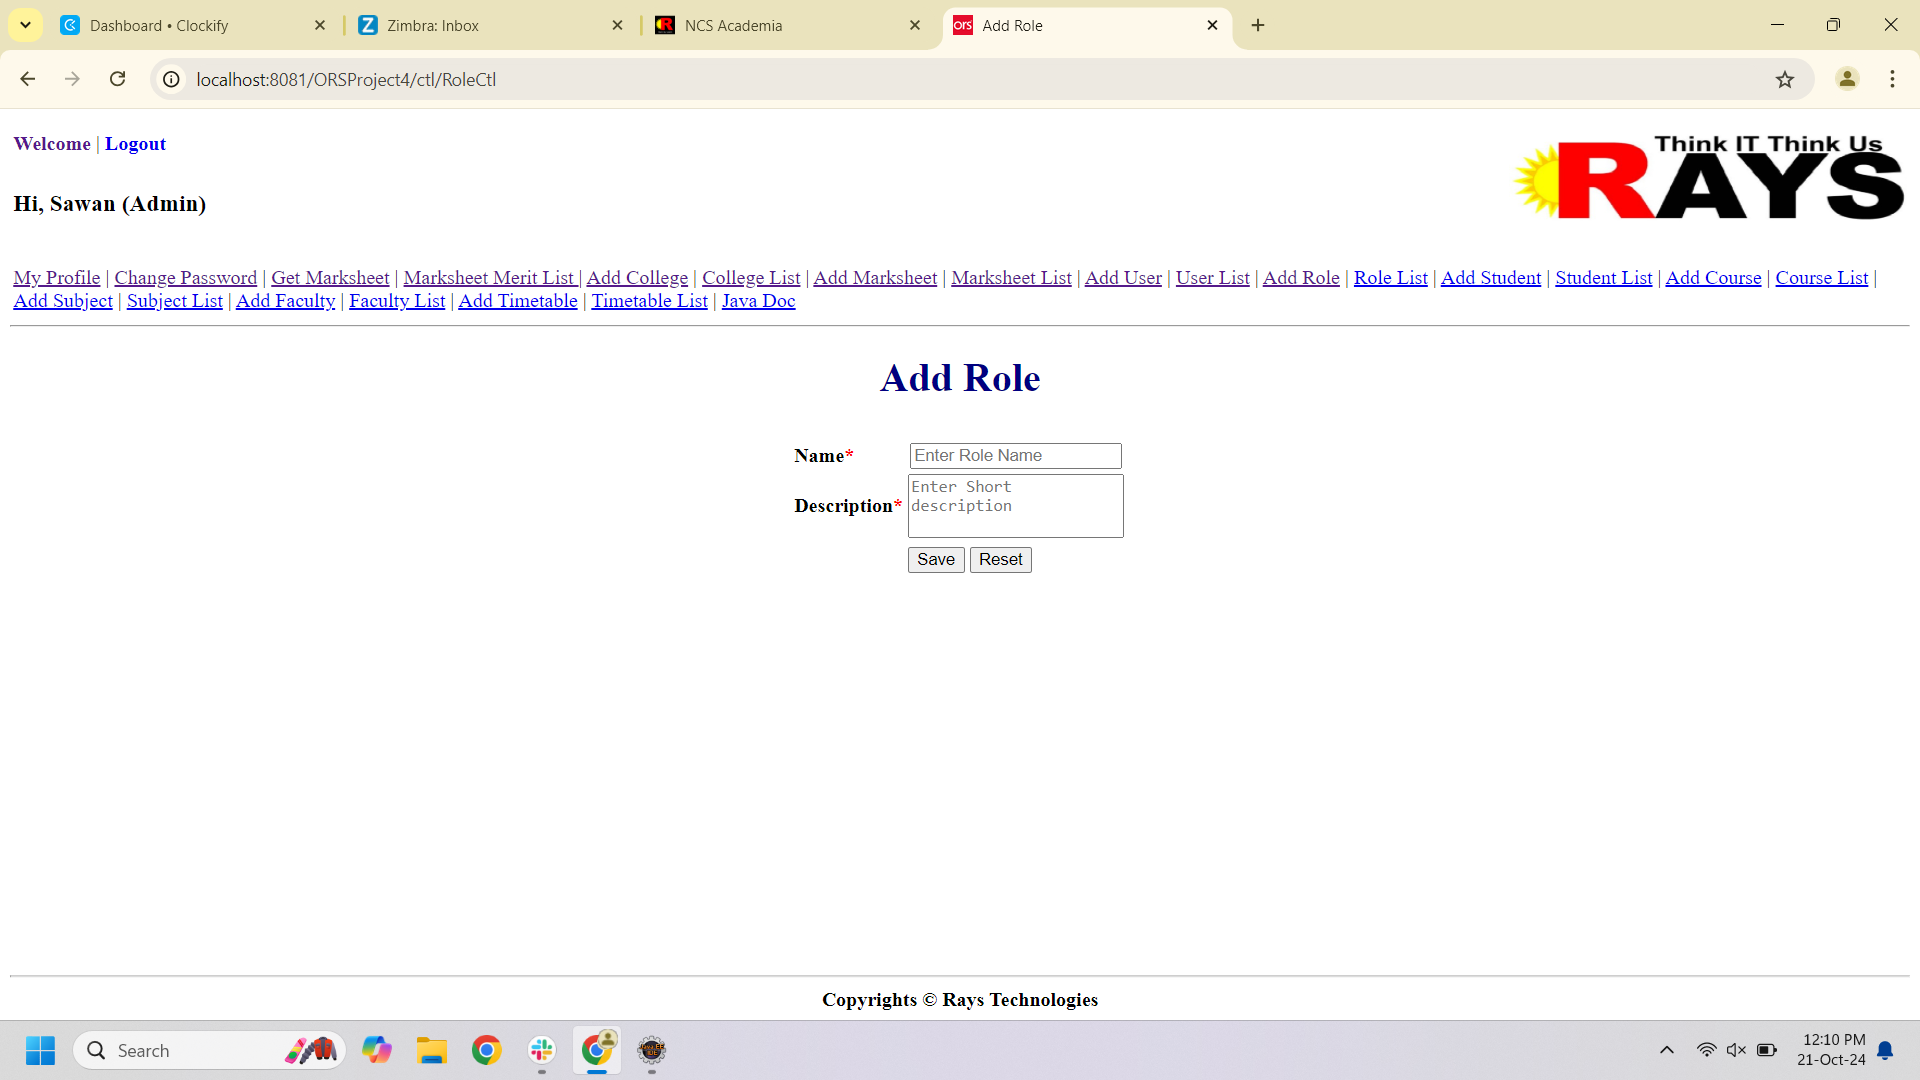 Dashboard • Clockify
Zimbra: Inbox
NCS Academia
ors Add Role
localhost:8081/ORSProject4/ctl/RoleCtl
Welcome | Logout
Think IT Think Us
RAYS
Hi, Sawan (Admin)
My Profile | Change Password | Get Marksheet | Marksheet Merit List | Add College | College List | Add Marksheet | Marksheet List | Add User | User List | Add Role | Role List | Add Student | Student List | Add Course | Course List |
Add Subject | Subject List | Add Faculty | Faculty List | Add Timetable | Timetable List | Java Doc
Add Role
Name*
Enter Role Name
Description*
Enter Short
description
Save Reset
Copyrights © Rays Technologies
Search
12:10 PM
21-Oct-24